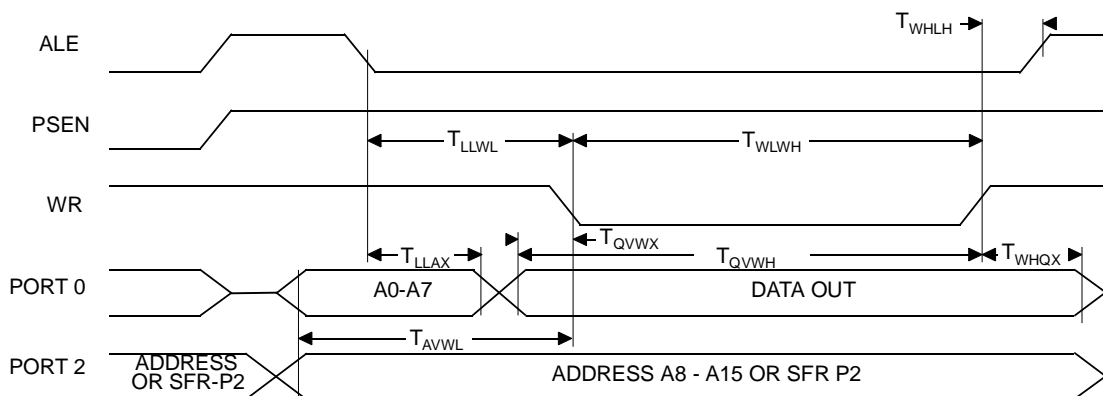 ALE
T_WHLH
PSEN
T_LLWL
T_WLWH
WR
T_LLAX
T_QVWX
T_QVWH
T_WHQX
PORT 0
A0-A7
DATA OUT
T_AVWL
PORT 2
ADDRESS
OR SFR-P2
ADDRESS A8 - A15 OR SFR P2